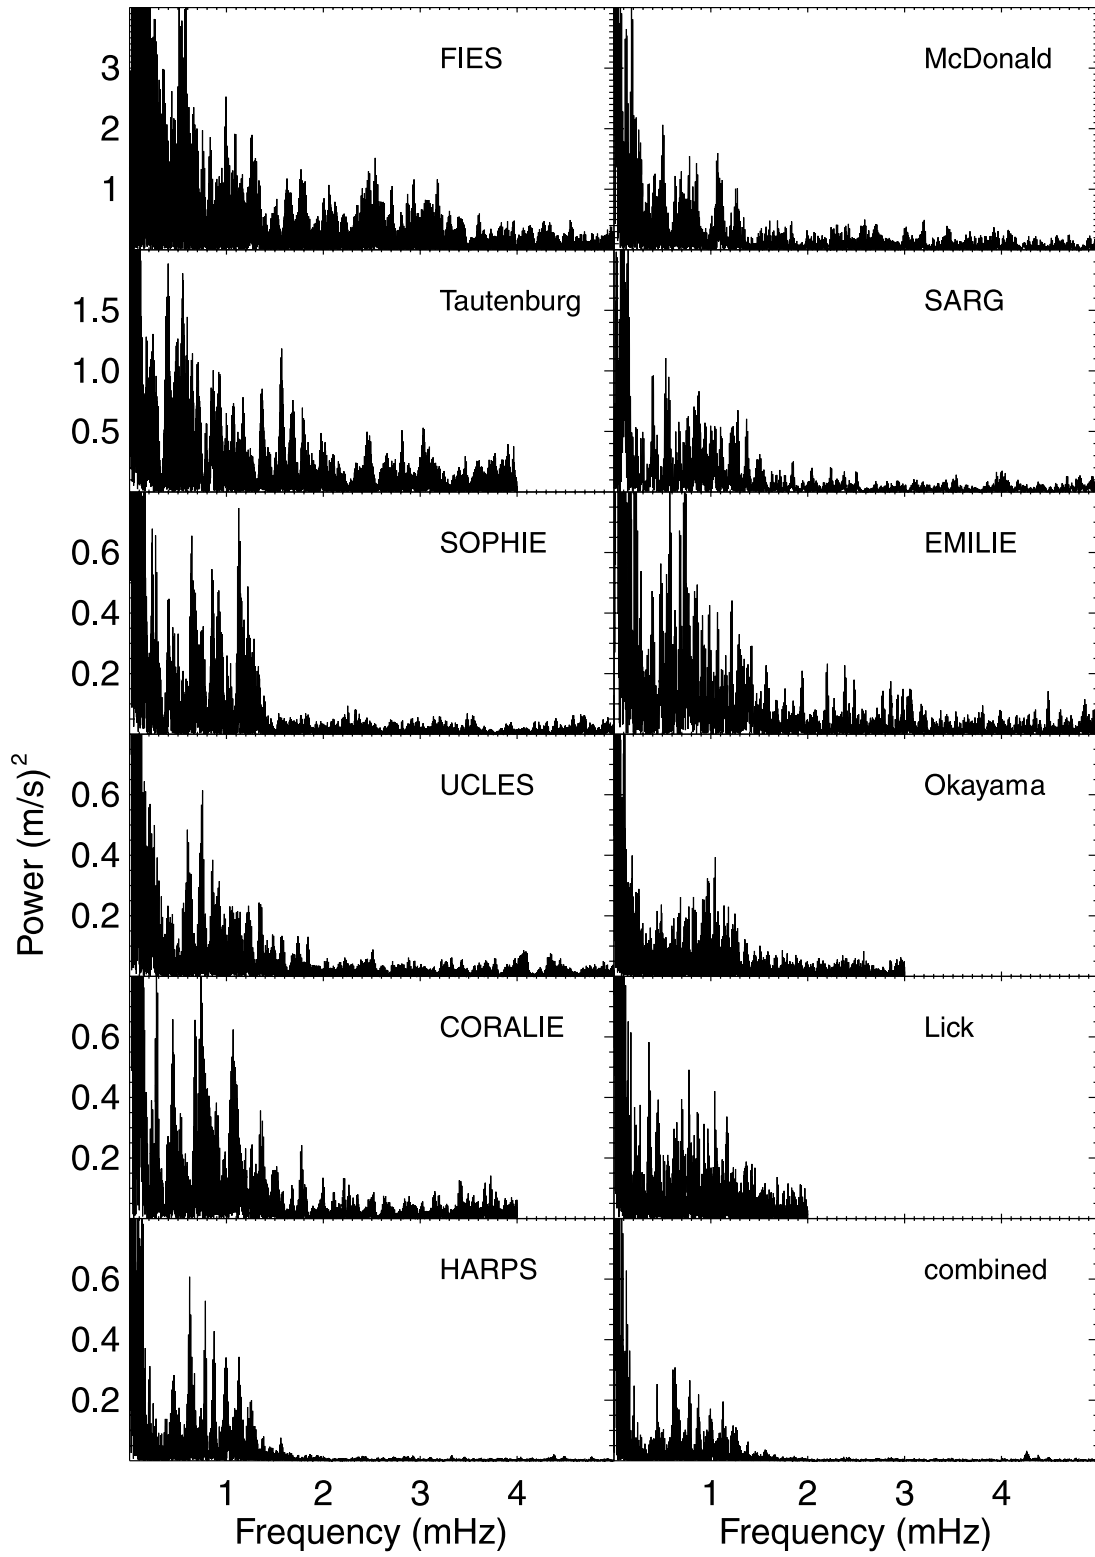 FIES
McDonald
3
2
1
Tautenburg
SARG
1.5
1.0
0.5
SOPHIE
EMILIE
0.6
0.4
0.2
UCLES
Okayama
0.6
0.4
0.2
Power (m/s)²
CORALIE
Lick
0.6
0.4
0.2
HARPS
combined
0.6
0.4
0.2
1 2 3 4
1 2 3 4
Frequency (mHz)
Frequency (mHz)